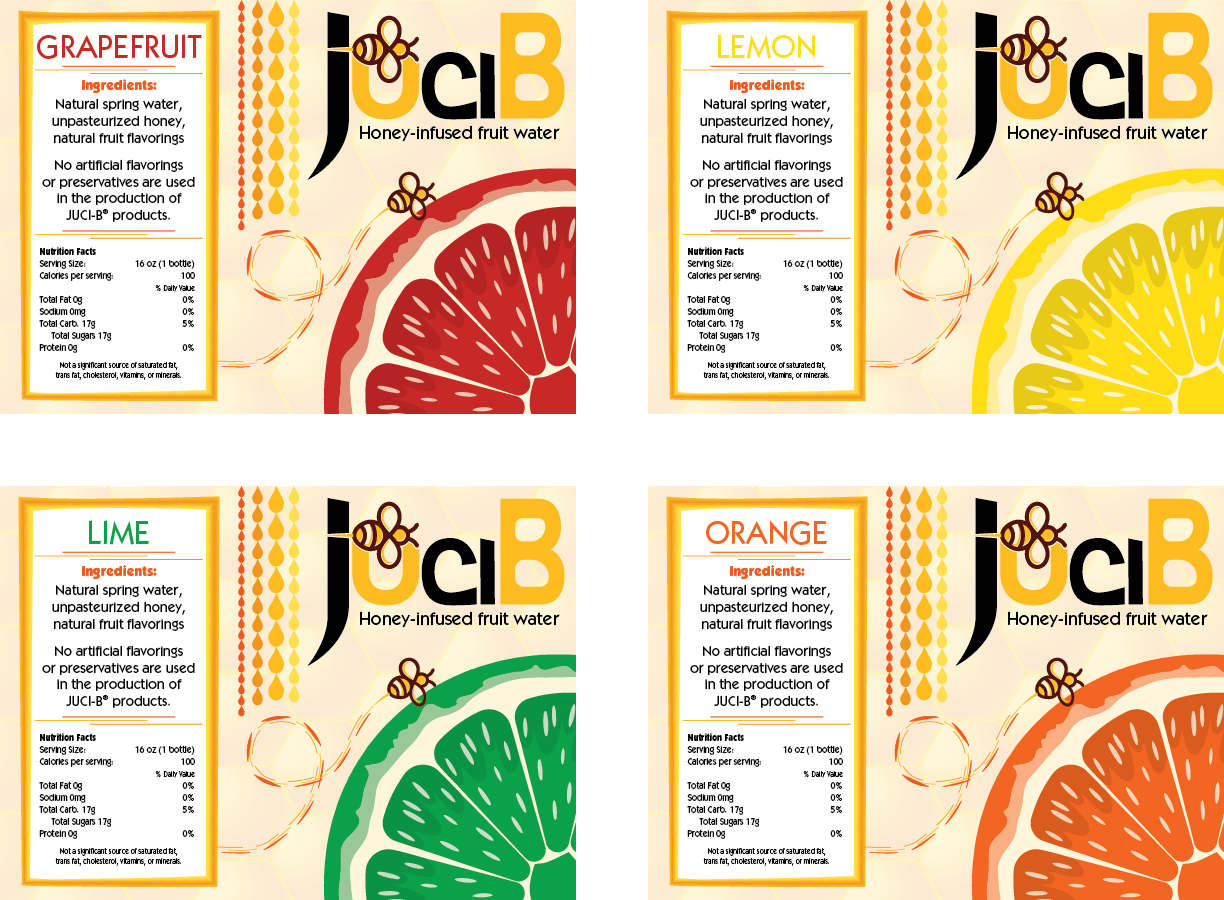 GRAPEFRUIT
Ingredients:
Natural spring water,
unpasteurized honey,
natural fruit flavorings
No artificial flavorings
or preservatives are used
in the production of
JUCI-B® products.
Nutrition Facts
Serving Size: 16 oz (1 bottle)
Calories per serving: 100
% Daily Value
Total Fat 0g 0%
Sodium 0mg 0%
Total Carb. 17g 5%
Total Sugars 17g
Protein 0g 0%
Not a significant source of saturated fat,
trans fat, cholesterol, vitamins, or minerals.
juciB
Honey-infused fruit water
LEMON
Ingredients:
Natural spring water,
unpasteurized honey,
natural fruit flavorings
No artificial flavorings
or preservatives are used
in the production of
JUCI-B® products.
Nutrition Facts
Serving Size: 16 oz (1 bottle)
Calories per serving: 100
% Daily Value
Total Fat 0g 0%
Sodium 0mg 0%
Total Carb. 17g 5%
Total Sugars 17g
Protein 0g 0%
Not a significant source of saturated fat,
trans fat, cholesterol, vitamins, or minerals.
juciB
Honey-infused fruit water
LIME
Ingredients:
Natural spring water,
unpasteurized honey,
natural fruit flavorings
No artificial flavorings
or preservatives are used
in the production of
JUCI-B® products.
Nutrition Facts
Serving Size: 16 oz (1 bottle)
Calories per serving: 100
% Daily Value
Total Fat 0g 0%
Sodium 0mg 0%
Total Carb. 17g 5%
Total Sugars 17g
Protein 0g 0%
Not a significant source of saturated fat,
trans fat, cholesterol, vitamins, or minerals.
juciB
Honey-infused fruit water
ORANGE
Ingredients:
Natural spring water,
unpasteurized honey,
natural fruit flavorings
No artificial flavorings
or preservatives are used
in the production of
JUCI-B® products.
Nutrition Facts
Serving Size: 16 oz (1 bottle)
Calories per serving: 100
% Daily Value
Total Fat 0g 0%
Sodium 0mg 0%
Total Carb. 17g 5%
Total Sugars 17g
Protein 0g 0%
Not a significant source of saturated fat,
trans fat, cholesterol, vitamins, or minerals.
juciB
Honey-infused fruit water